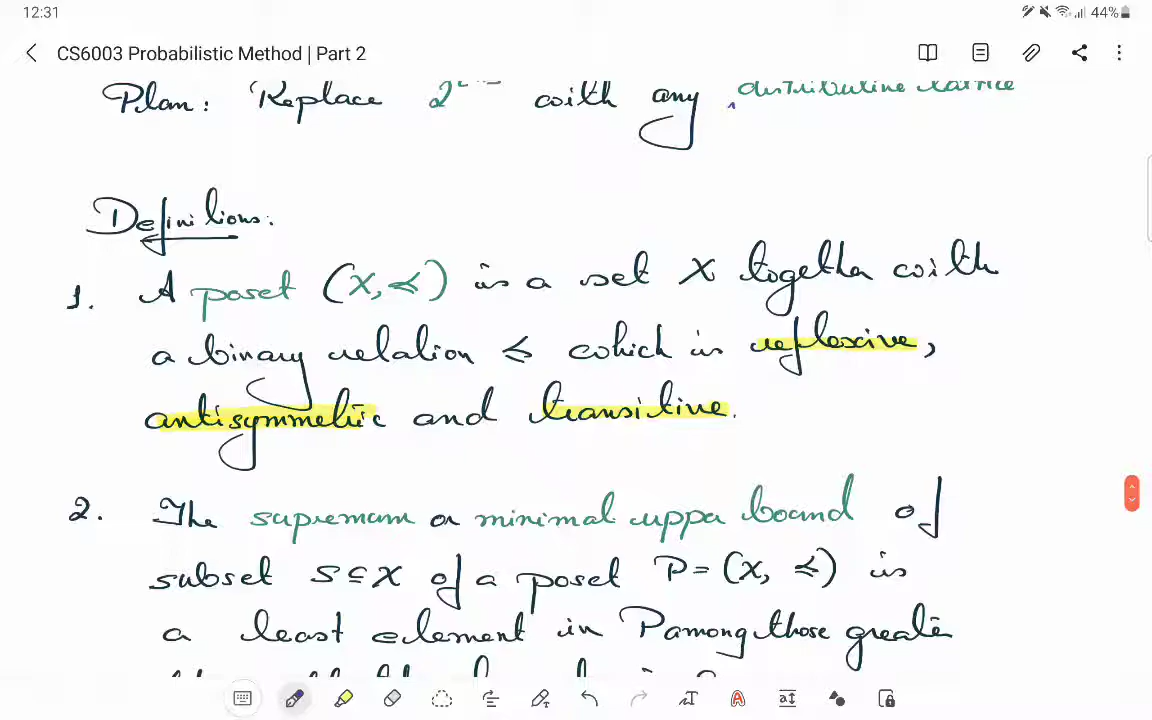 12:31
44%
CS6003 Probabilistic Method | Part 2
Plan: Replace 2 with any distributive lattice
Definitions.
1. A poset (X, ≼) is a set X together with
a binary relation ≼ which is reflexive,
antisymmetric and transitive.
2. The supremum or minimal upper bound of
subset S ⊆ X of a poset P = (X, ≼) is
a least element in P among those greater